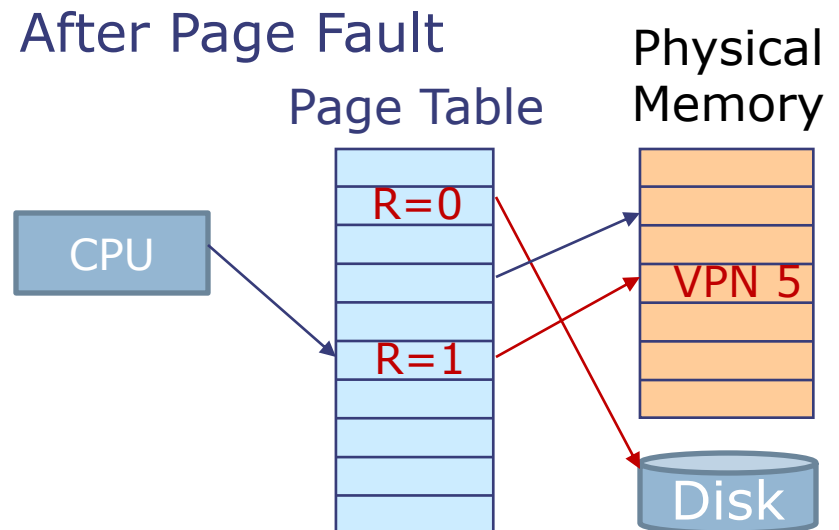 After Page Fault
Physical
Memory
Page Table
R=0
CPU
VPN 5
R=1
Disk